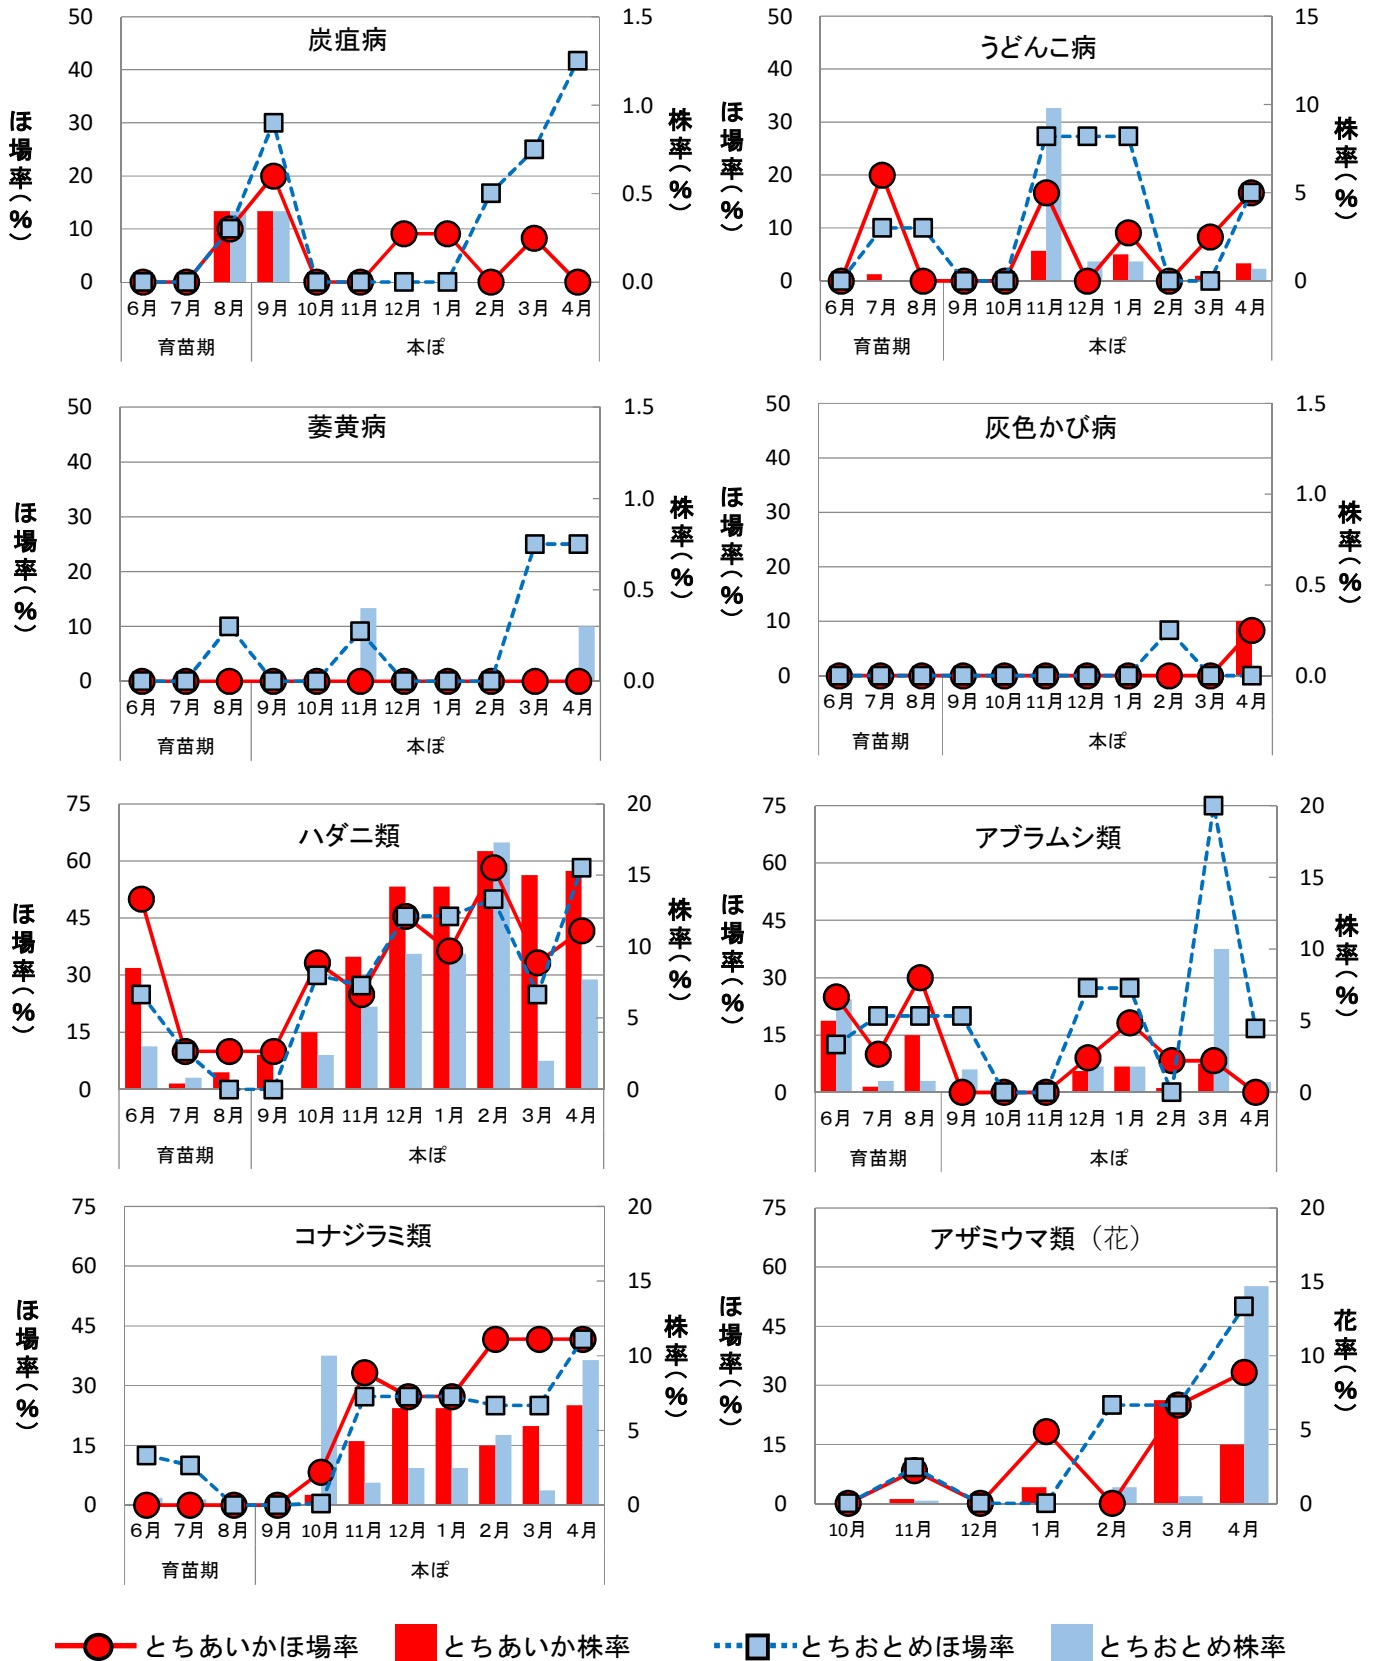 炭疽病
ほ場率(%)
50
40
30
20
10
0
1.5
1.0
0.5
0.0
株率(%)
6月 7月 8月 9月 10月 11月 12月 1月 2月 3月 4月
育苗期 本ぽ
うどんこ病
ほ場率(%)
50
40
30
20
10
0
15
10
5
0
株率(%)
6月 7月 8月 9月 10月 11月 12月 1月 2月 3月 4月
育苗期 本ぽ
萎黄病
ほ場率(%)
50
40
30
20
10
0
1.5
1.0
0.5
0.0
株率(%)
6月 7月 8月 9月 10月 11月 12月 1月 2月 3月 4月
育苗期 本ぽ
灰色かび病
ほ場率(%)
50
40
30
20
10
0
1.5
1.0
0.5
0.0
株率(%)
6月 7月 8月 9月 10月 11月 12月 1月 2月 3月 4月
育苗期 本ぽ
ハダニ類
ほ場率(%)
75
60
45
30
15
0
20
15
10
5
0
株率(%)
6月 7月 8月 9月 10月 11月 12月 1月 2月 3月 4月
育苗期 本ぽ
アブラムシ類
ほ場率(%)
75
60
45
30
15
0
20
15
10
5
0
株率(%)
6月 7月 8月 9月 10月 11月 12月 1月 2月 3月 4月
育苗期 本ぽ
コナジラミ類
ほ場率(%)
75
60
45
30
15
0
20
15
10
5
0
株率(%)
6月 7月 8月 9月 10月 11月 12月 1月 2月 3月 4月
育苗期 本ぽ
アザミウマ類（花）
ほ場率(%)
75
60
45
30
15
0
20
15
10
5
0
花率(%)
10月 11月 12月 1月 2月 3月 4月
とちあいかほ場率 とちあいか株率 とちおとめほ場率 とちおとめ株率